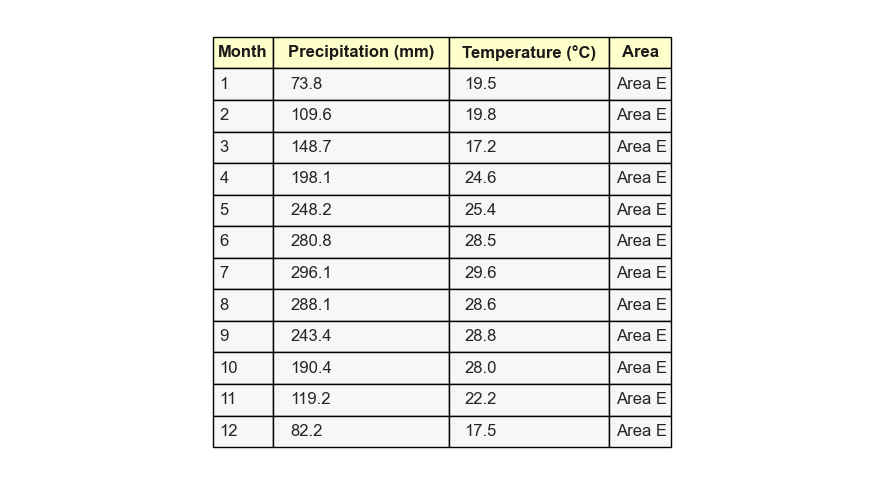 Month Precipitation (mm) Temperature (°C) Area
1 73.8 19.5 Area E
2 109.6 19.8 Area E
3 148.7 17.2 Area E
4 198.1 24.6 Area E
5 248.2 25.4 Area E
6 280.8 28.5 Area E
7 296.1 29.6 Area E
8 288.1 28.6 Area E
9 243.4 28.8 Area E
10 190.4 28.0 Area E
11 119.2 22.2 Area E
12 82.2 17.5 Area E